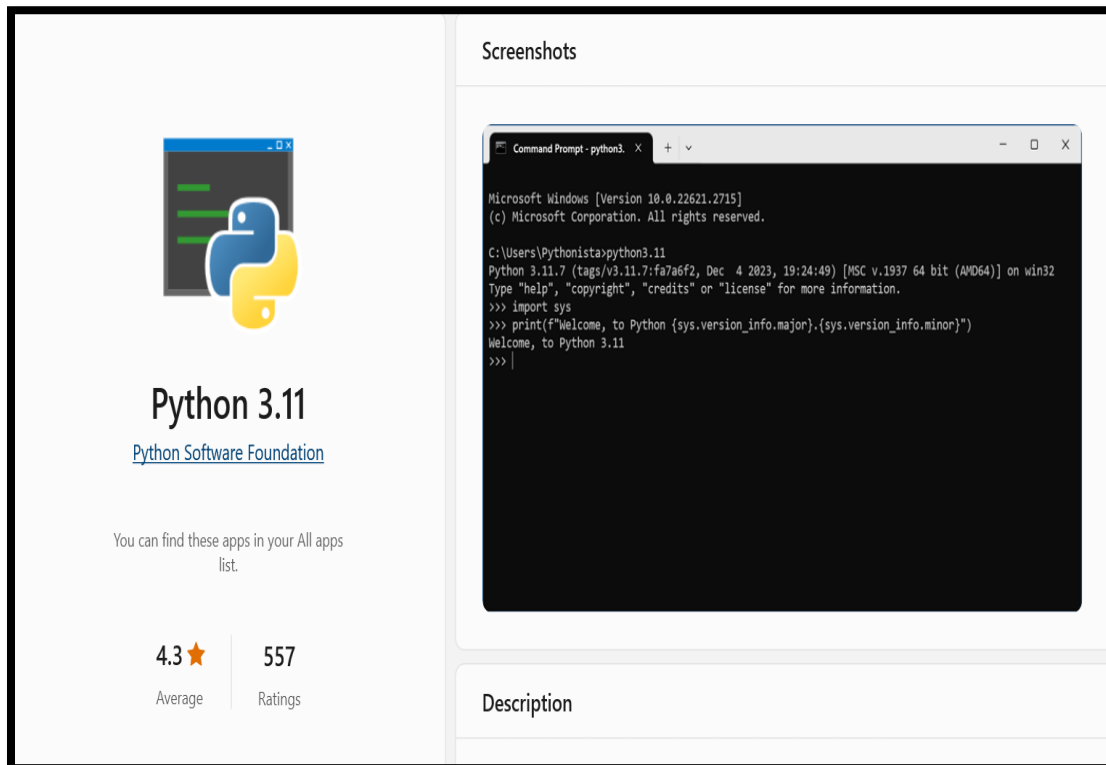 Python 3.11
Python Software Foundation
You can find these apps in your All apps
list.
4.3
Average
557
Ratings
Screenshots
Command Prompt - python3.
Microsoft Windows [Version 10.0.22621.2715]
(c) Microsoft Corporation. All rights reserved.
C:\Users\Pythonista>python3.11
Python 3.11.7 (tags/v3.11.7:fa7a6f2, Dec  4 2023, 19:24:49) [MSC v.1937 64 bit (AMD64)] on win32
Type "help", "copyright", "credits" or "license" for more information.
>>> import sys
>>> print(f"Welcome, to Python {sys.version_info.major}.{sys.version_info.minor}")
Welcome, to Python 3.11
>>>
Description